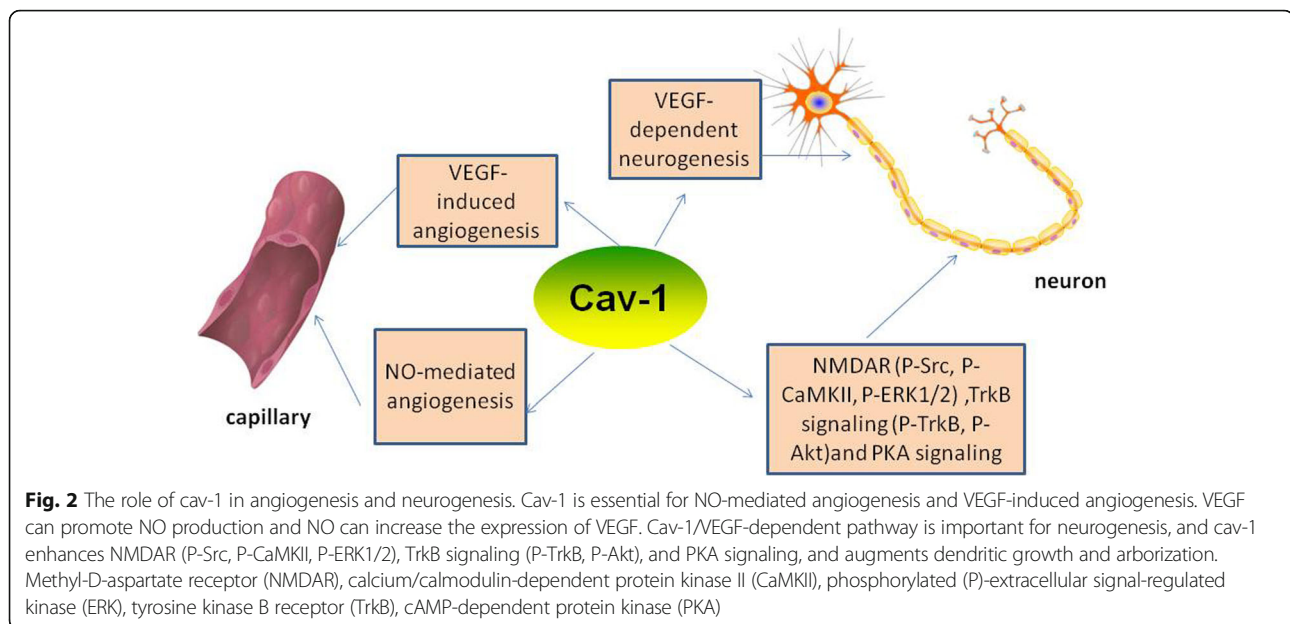 VEGF-
dependent
neurogenesis
VEGF-
induced
angiogenesis
neuron
Cav-1
NO-mediated
angiogenesis
capillary
NMDAR (P-Src, P-
CaMKII, P-ERK1/2) ,TrkB
signaling (P-TrkB, P-
Akt)and PKA signaling
Fig. 2 The role of cav-1 in angiogenesis and neurogenesis. Cav-1 is essential for NO-mediated angiogenesis and VEGF-induced angiogenesis. VEGF
can promote NO production and NO can increase the expression of VEGF. Cav-1/VEGF-dependent pathway is important for neurogenesis, and cav-1
enhances NMDAR (P-Src, P-CaMKII, P-ERK1/2), TrkB signaling (P-TrkB, P-Akt), and PKA signaling, and augments dendritic growth and arborization.
Methyl-D-aspartate receptor (NMDAR), calcium/calmodulin-dependent protein kinase II (CaMKII), phosphorylated (P)-extracellular signal-regulated
kinase (ERK), tyrosine kinase B receptor (TrkB), cAMP-dependent protein kinase (PKA)